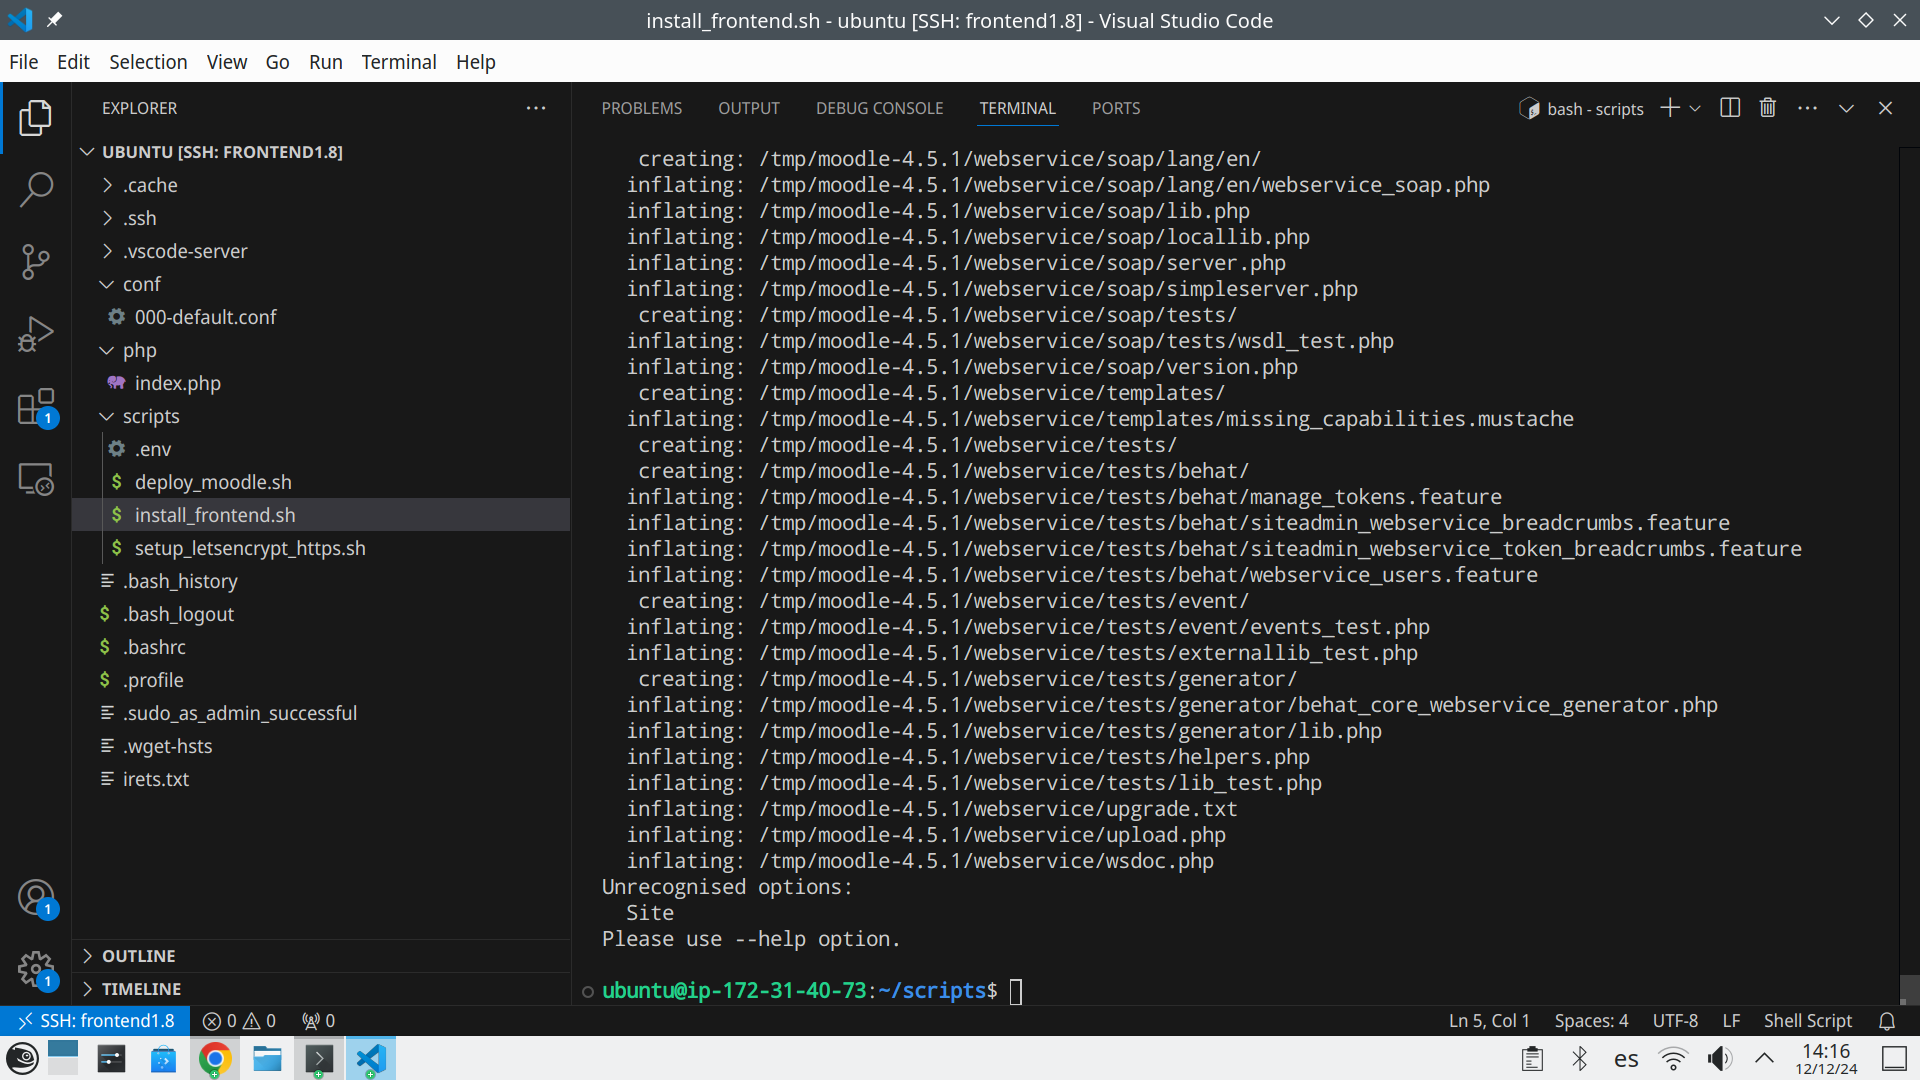 install_frontend.sh - ubuntu [SSH: frontend1.8] - Visual Studio Code
File Edit Selection View Go Run Terminal Help
EXPLORER
UBUNTU [SSH: FRONTEND1.8]
.cache
.ssh
.vscode-server
conf
000-default.conf
php
index.php
scripts
.env
deploy_moodle.sh
install_frontend.sh
setup_letsencrypt_https.sh
.bash_history
.bash_logout
.bashrc
.profile
.sudo_as_admin_successful
.wget-hsts
irets.txt
OUTLINE
TIMELINE
1
1
1
PROBLEMS OUTPUT DEBUG CONSOLE TERMINAL PORTS
bash - scripts
creating: /tmp/moodle-4.5.1/webservice/soap/lang/en/
inflating: /tmp/moodle-4.5.1/webservice/soap/lang/en/webservice_soap.php
inflating: /tmp/moodle-4.5.1/webservice/soap/lib.php
inflating: /tmp/moodle-4.5.1/webservice/soap/locallib.php
inflating: /tmp/moodle-4.5.1/webservice/soap/server.php
inflating: /tmp/moodle-4.5.1/webservice/soap/simpleserver.php
creating: /tmp/moodle-4.5.1/webservice/soap/tests/
inflating: /tmp/moodle-4.5.1/webservice/soap/tests/wsdl_test.php
inflating: /tmp/moodle-4.5.1/webservice/soap/version.php
creating: /tmp/moodle-4.5.1/webservice/templates/
inflating: /tmp/moodle-4.5.1/webservice/templates/missing_capabilities.mustache
creating: /tmp/moodle-4.5.1/webservice/tests/
creating: /tmp/moodle-4.5.1/webservice/tests/behat/
inflating: /tmp/moodle-4.5.1/webservice/tests/behat/manage_tokens.feature
inflating: /tmp/moodle-4.5.1/webservice/tests/behat/siteadmin_webservice_breadcrumbs.feature
inflating: /tmp/moodle-4.5.1/webservice/tests/behat/siteadmin_webservice_token_breadcrumbs.feature
inflating: /tmp/moodle-4.5.1/webservice/tests/behat/webservice_users.feature
creating: /tmp/moodle-4.5.1/webservice/tests/event/
inflating: /tmp/moodle-4.5.1/webservice/tests/event/events_test.php
inflating: /tmp/moodle-4.5.1/webservice/tests/externallib_test.php
creating: /tmp/moodle-4.5.1/webservice/tests/generator/
inflating: /tmp/moodle-4.5.1/webservice/tests/generator/behat_core_webservice_generator.php
inflating: /tmp/moodle-4.5.1/webservice/tests/generator/lib.php
inflating: /tmp/moodle-4.5.1/webservice/tests/helpers.php
inflating: /tmp/moodle-4.5.1/webservice/tests/lib_test.php
inflating: /tmp/moodle-4.5.1/webservice/upgrade.txt
inflating: /tmp/moodle-4.5.1/webservice/upload.php
inflating: /tmp/moodle-4.5.1/webservice/wsdoc.php
Unrecognised options:
Site
Please use --help option.
ubuntu@ip-172-31-40-73:~/scripts$
SSH: frontend1.8 0 0 0 Ln 5, Col 1 Spaces: 4 UTF-8 LF Shell Script
es 14:16
12/12/24